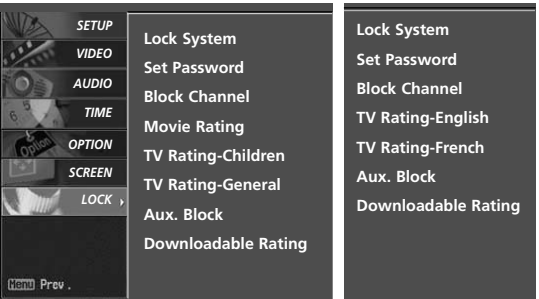 SETUP
VIDEO
AUDIO
TIME
OPTION
SCREEN
LOCK
Menu Prev.
Lock System
Set Password
Block Channel
Movie Rating
TV Rating-Children
TV Rating-General
Aux. Block
Downloadable Rating
Lock System
Set Password
Block Channel
TV Rating-English
TV Rating-French
Aux. Block
Downloadable Rating
Option